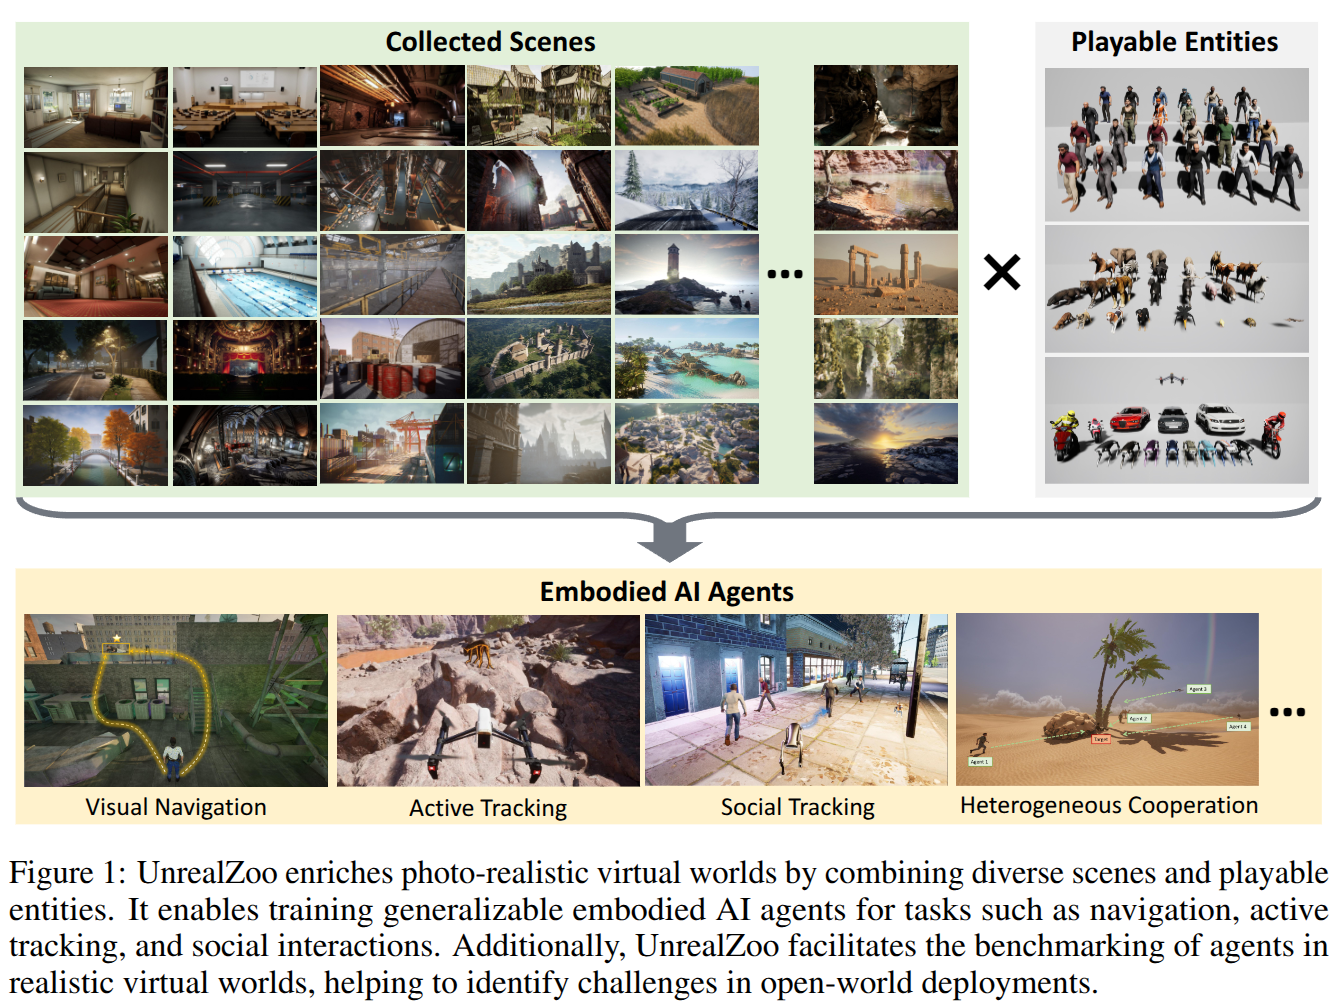 Collected Scenes
Playable Entities
Embodied AI Agents
Agent 1
Target
Agent 2
Agent 3
Agent 4
Visual Navigation
Active Tracking
Social Tracking
Heterogeneous Cooperation
Figure 1: UnrealZoo enriches photo-realistic virtual worlds by combining diverse scenes and playable
entities. It enables training generalizable embodied AI agents for tasks such as navigation, active
tracking, and social interactions. Additionally, UnrealZoo facilitates the benchmarking of agents in
realistic virtual worlds, helping to identify challenges in open-world deployments.